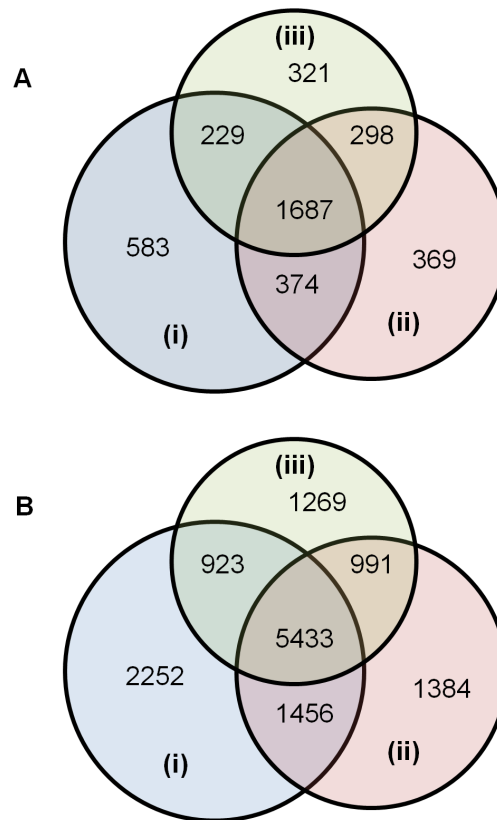 A
(iii)
321
229
298
1687
583
369
374
(ii)
(i)
B
(iii)
1269
923
991
5433
2252
1384
1456
(ii)
(i)